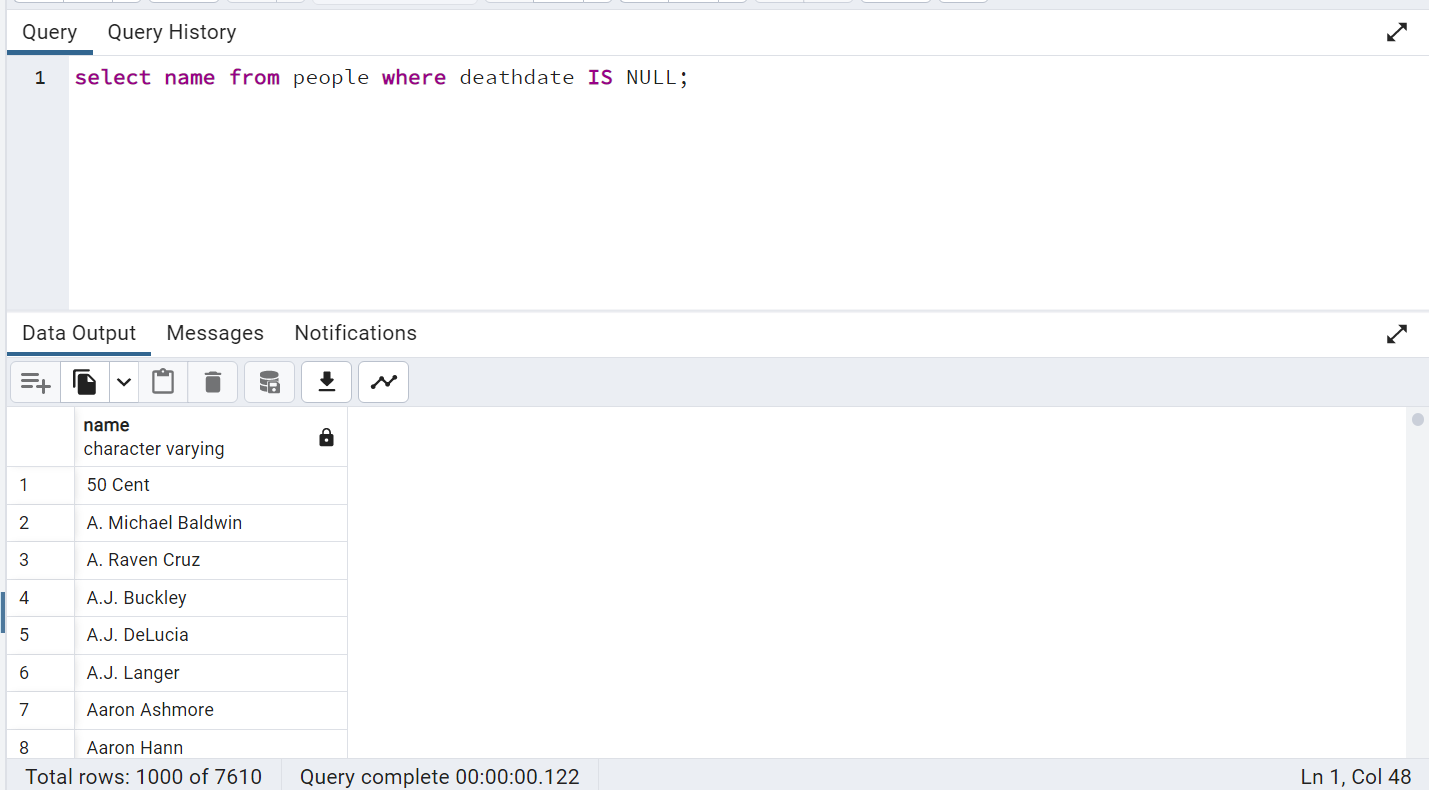 Query Query History
1 select name from people where deathdate IS NULL;
Data Output Messages Notifications
name
character varying
1 50 Cent
2 A. Michael Baldwin
3 A. Raven Cruz
4 A.J. Buckley
5 A.J. DeLucia
6 A.J. Langer
7 Aaron Ashmore
8 Aaron Hann
Total rows: 1000 of 7610 Query complete 00:00:00.122 Ln 1, Col 48